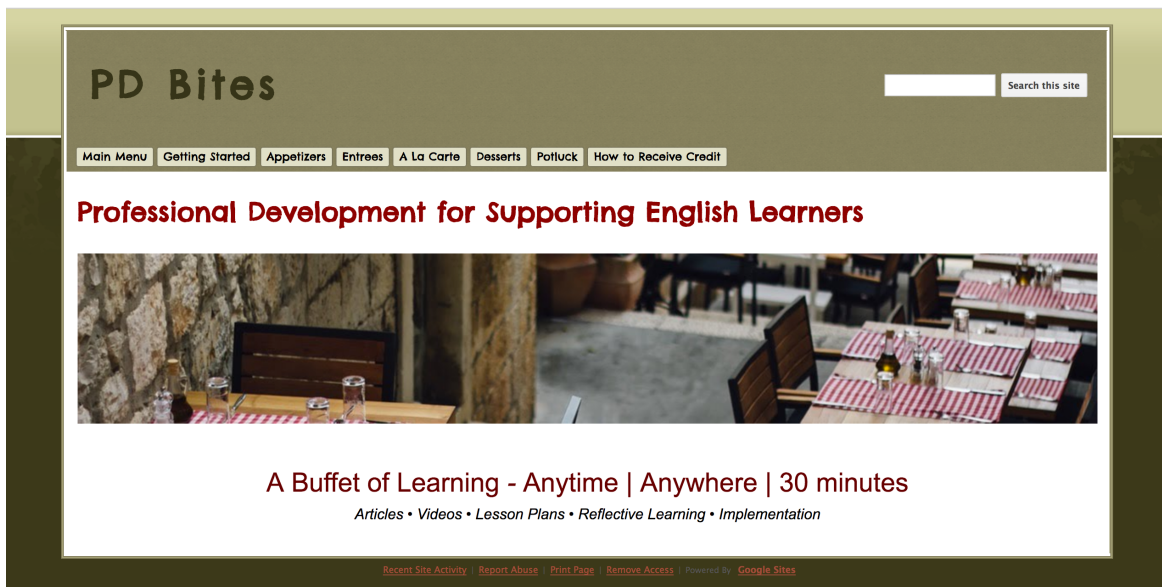 PD Bites
Search this site
Main Menu Getting Started Appetizers Entrees A La Carte Desserts Potluck How to Receive Credit
Professional Development for Supporting English Learners
A Buffet of Learning - Anytime | Anywhere | 30 minutes
Articles • Videos • Lesson Plans • Reflective Learning • Implementation
Recent Site Activity | Report Abuse | Print Page | Remove Access | Powered By Google Sites